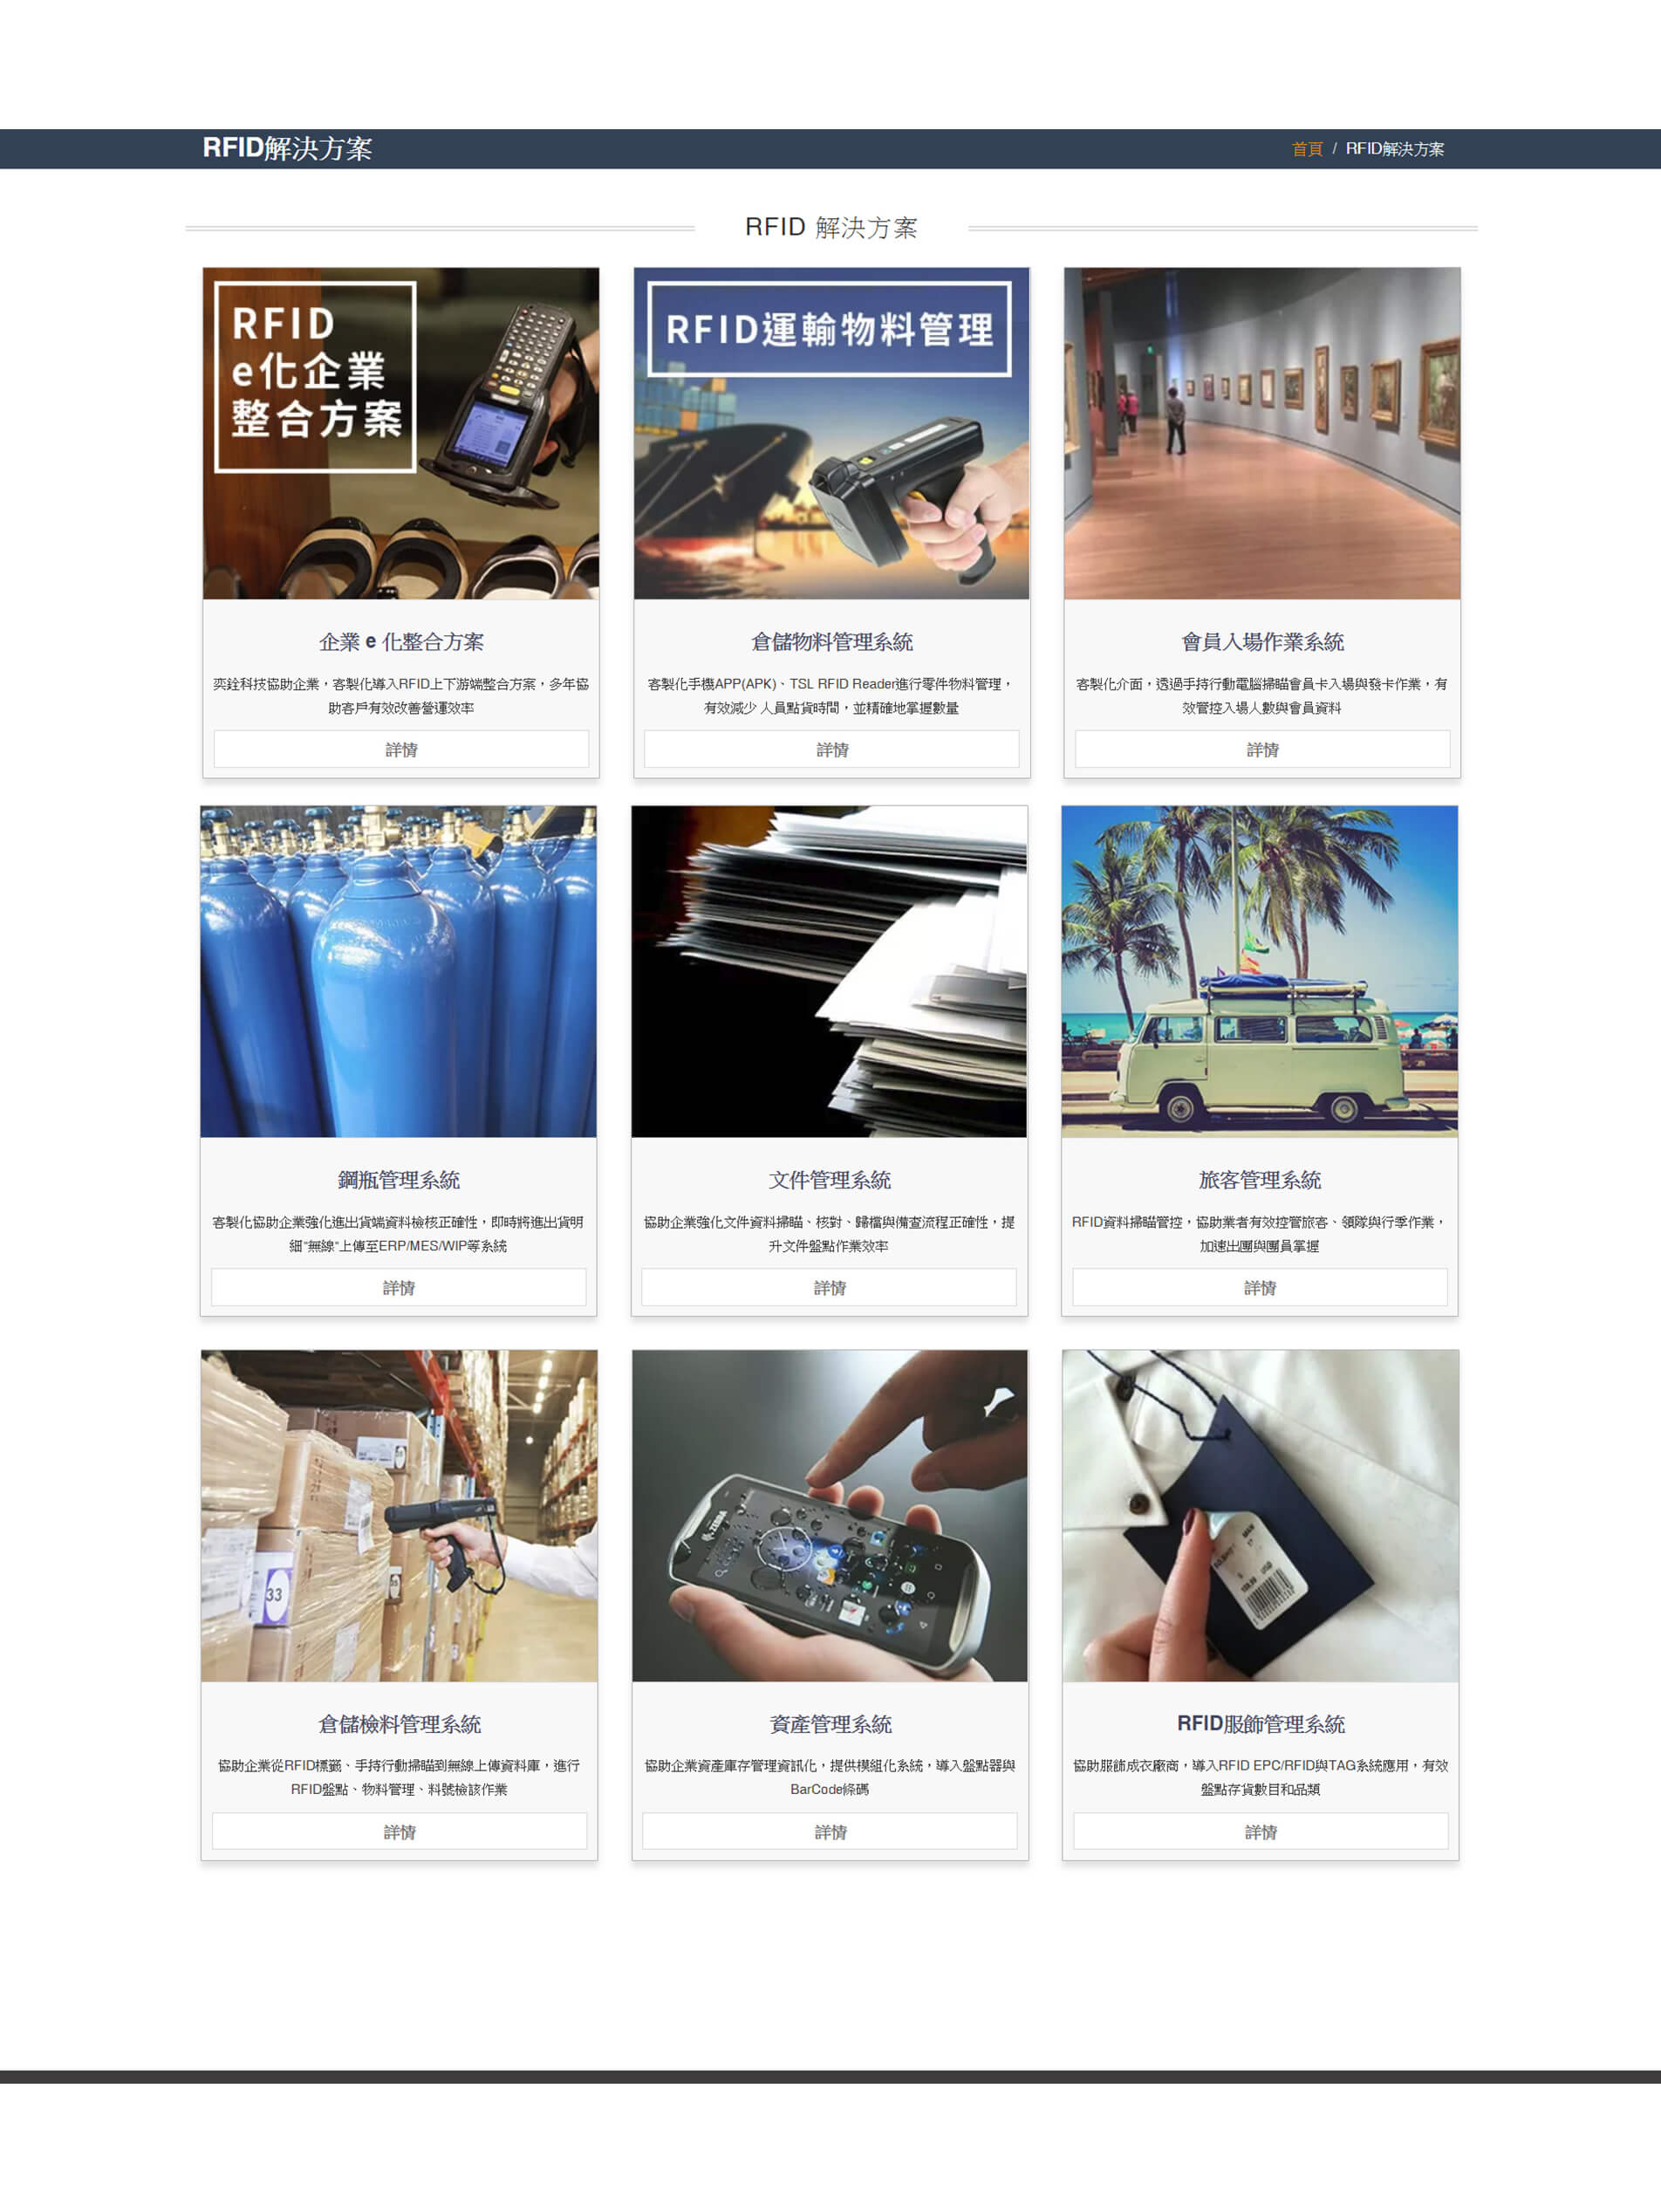 RFID解決方案
首頁 / RFID解決方案
RFID 解決方案
RFID
e化企業
整合方案
RFID運輸物料管理
企業 e 化整合方案
奕銓科技協助企業，客製化導入RFID上下游端整合方案，多年協
助客戶有效改善營運效率
詳情
倉儲物料管理系統
客製化手機APP(APK)、TSL RFID Reader進行零件物料管理，
有效減少 人員點貨時間，並精確地掌握數量
詳情
會員入場作業系統
客製化介面，透過手持行動電腦掃瞄會員卡入場與發卡作業，有
效管控入場人數與會員資料
詳情
鋼瓶管理系統
客製化協助企業強化進出貨端資料檢核正確性，即時將進出貨明
細"無線"上傳至ERP/MES/WIP等系統
詳情
文件管理系統
協助企業強化文件資料掃瞄、核對、歸檔與備查流程正確性，提
升文件盤點作業效率
詳情
旅客管理系統
RFID資料掃瞄管控，協助業者有效控管旅客、領隊與行李作業，
加速出團與團員掌握
詳情
33
ZEBRA
倉儲檢料管理系統
協助企業從RFID標籤、手持行動掃瞄到無線上傳資料庫，進行
RFID盤點、物料管理、料號檢該作業
詳情
資產管理系統
協助企業資產庫存管理資訊化，提供模組化系統，導入盤點器與
BarCode條碼
詳情
RFID服飾管理系統
協助服飾成衣廠商，導入RFID EPC/RFID與TAG系統應用，有效
盤點存貨數目和品類
詳情